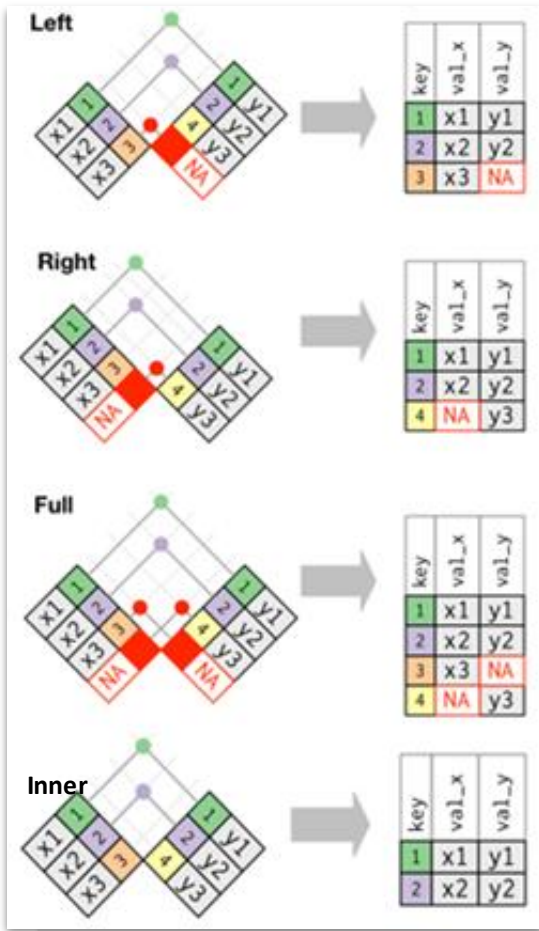 Left
1 x1
2 x2
3 x3
1 y1
2 y2
4 y3
NA
key val_x val_y
1 x1 y1
2 x2 y2
3 x3 NA
Right
1 x1
2 x2
3 x3
NA
1 y1
2 y2
4 y3
key val_x val_y
1 x1 y1
2 x2 y2
4 NA y3
Full
1 x1
2 x2
3 x3
NA
1 y1
2 y2
4 y3
NA
key val_x val_y
1 x1 y1
2 x2 y2
3 x3 NA
4 NA y3
Inner
1 x1
2 x2
3 x3
1 y1
2 y2
4 y3
key val_x val_y
1 x1 y1
2 x2 y2